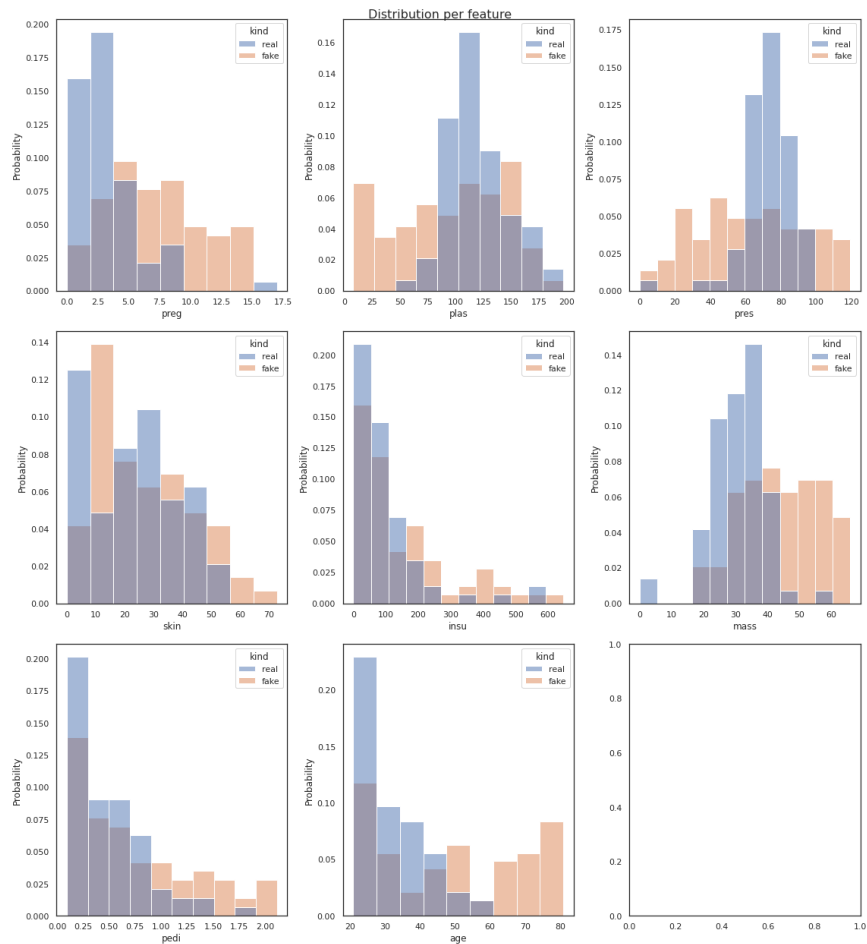 Distribution per feature
kind
real
fake
0.200
0.175
0.150
0.125
0.100
0.075
0.050
0.025
0.000
Probability
0.0 2.5 5.0 7.5 10.0 12.5 15.0 17.5
preg
kind
real
fake
0.16
0.14
0.12
0.10
0.08
0.06
0.04
0.02
0.00
Probability
0 25 50 75 100 125 150 175 200
plas
kind
real
fake
0.175
0.150
0.125
0.100
0.075
0.050
0.025
0.000
Probability
0 20 40 60 80 100 120
pres
kind
real
fake
0.14
0.12
0.10
0.08
0.06
0.04
0.02
0.00
Probability
0 10 20 30 40 50 60 70
skin
kind
real
fake
0.200
0.175
0.150
0.125
0.100
0.075
0.050
0.025
0.000
Probability
0 100 200 300 400 500 600
insu
kind
real
fake
0.14
0.12
0.10
0.08
0.06
0.04
0.02
0.00
Probability
0 10 20 30 40 50 60
mass
kind
real
fake
0.200
0.175
0.150
0.125
0.100
0.075
0.050
0.025
0.000
Probability
0.00 0.25 0.50 0.75 1.00 1.25 1.50 1.75 2.00
pedi
kind
real
fake
0.20
0.15
0.10
0.05
0.00
Probability
20 30 40 50 60 70 80
age
1.0
0.8
0.6
0.4
0.2
0.0
0.0 0.2 0.4 0.6 0.8 1.0